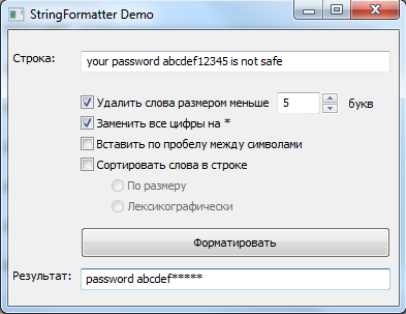 StringFormatter Demo
Строка: your password abcdef12345 is not safe
Удалить слова размером меньше 5 букв
Заменить все цифры на *
Вставить по пробелу между символами
Сортировать слова в строке
По размеру
Лексикографически
Форматировать
Результат: password abcdef*****